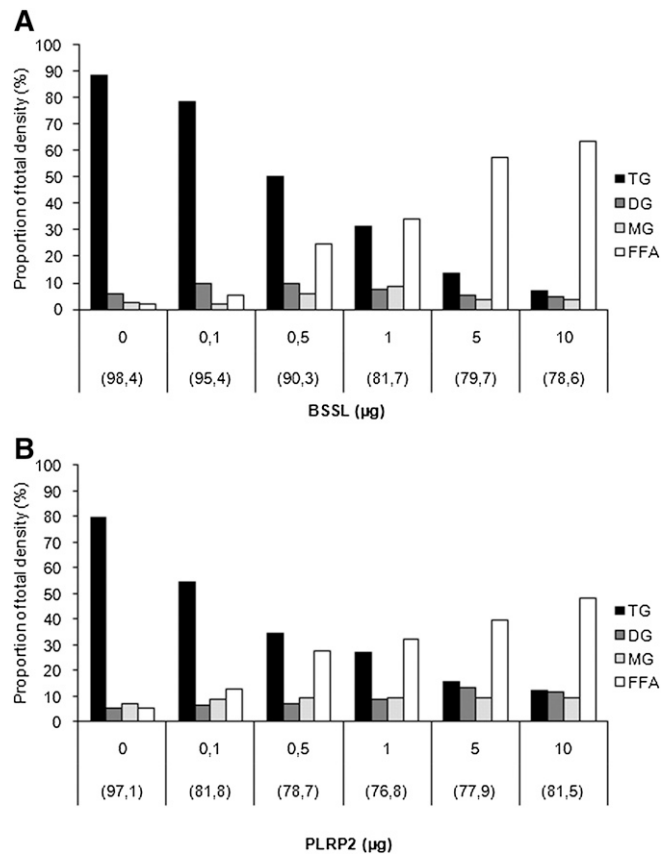 A
Proportion of total density (%)
100
90
80
70
60
50
40
30
20
10
0
TG
DG
MG
FFA
0 0,1 0,5 1 5 10
(98,4) (95,4) (90,3) (81,7) (79,7) (78,6)
BSSL (µg)
B
Proportion of total density (%)
100
90
80
70
60
50
40
30
20
10
0
TG
DG
MG
FFA
0 0,1 0,5 1 5 10
(97,1) (81,8) (78,7) (76,8) (77,9) (81,5)
PLRP2 (µg)